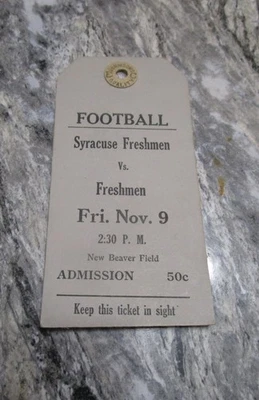 FOOTBALL
Syracuse Freshmen
Vs.
Freshmen
Fri. Nov. 9
2:30 P. M.
New Beaver Field
ADMISSION 50c
Keep this ticket in sight